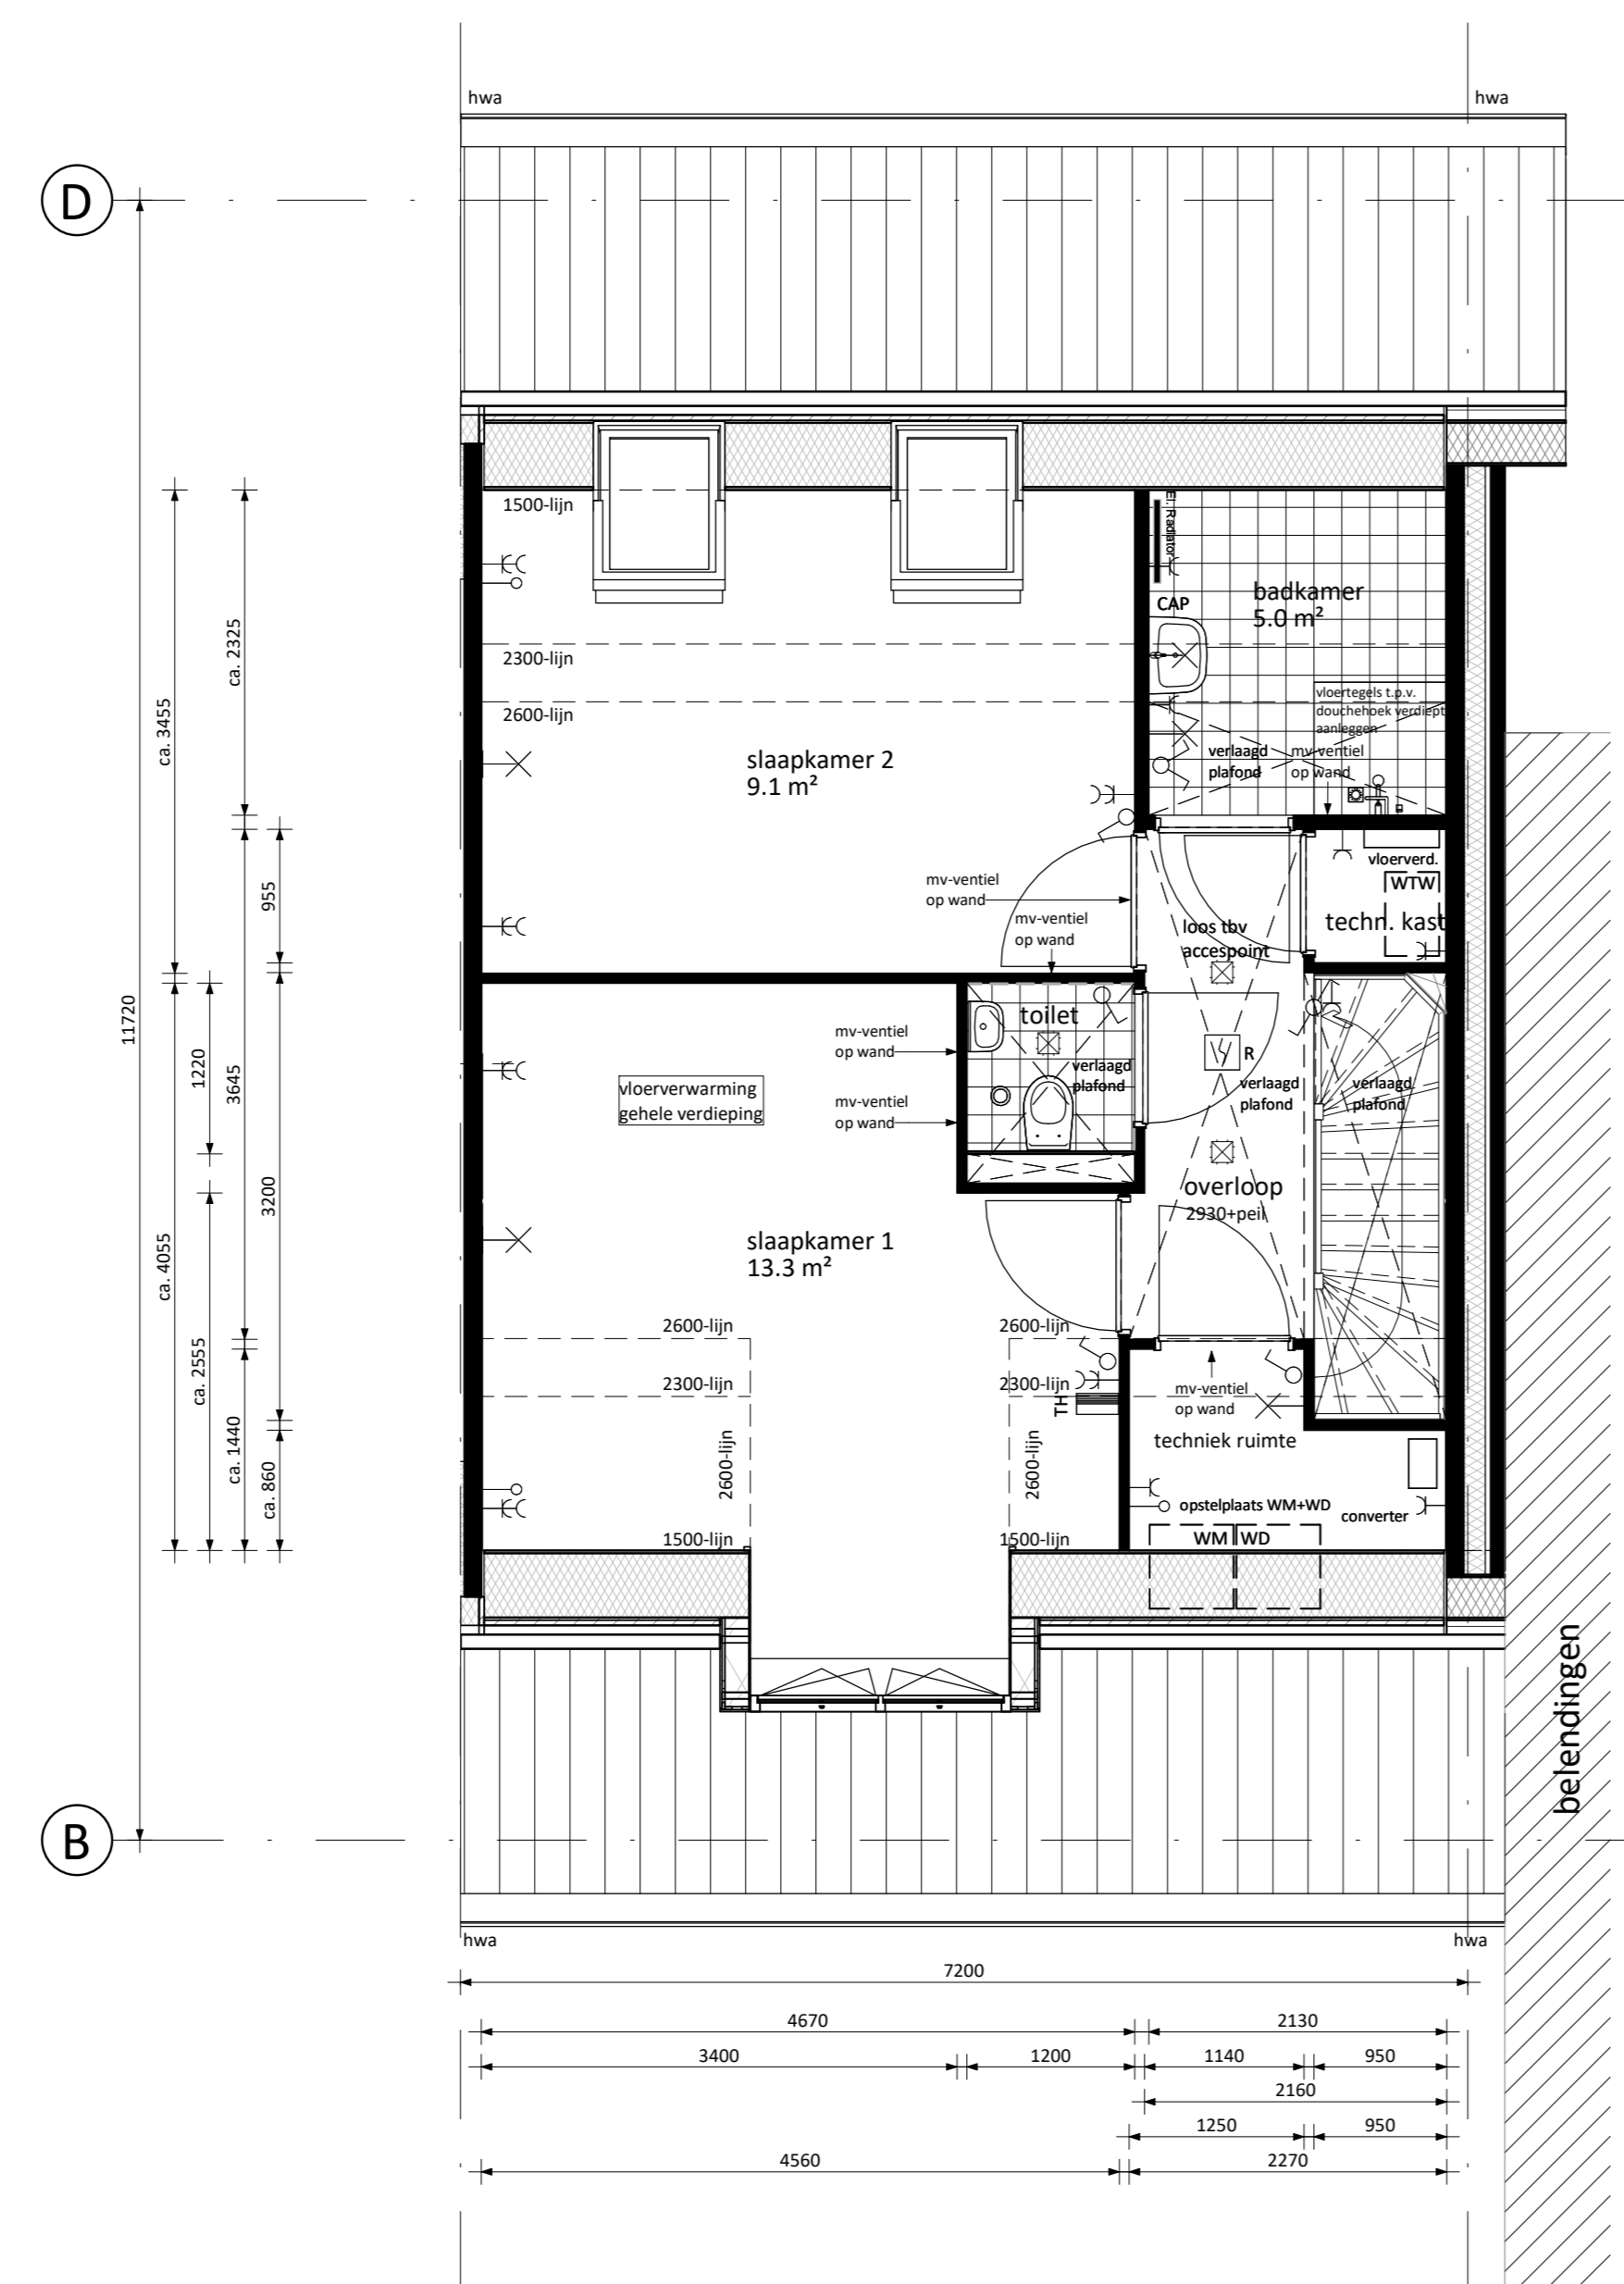 hwa
hwa
D
1500-lijn
El. Radiator
CAP
badkamer
5.0 m²
2300-lijn
2600-lijn
vloertegels t.p.v.
douchehoek verdiept
aanleggen
slaapkamer 2
9.1 m²
verlaagd
plafond
mv-ventiel
op wand
ca. 2325
ca. 3455
955
mv-ventiel
op wand
mv-ventiel
op wand
loos tbv
accespoint
vloerverd.
WTW
techn. kast
11720
1220
3645
toilet
mv-ventiel
op wand
verlaagd
plafond
R
verlaagd
plafond
verlaagd
plafond
vloerverwarming
gehele verdieping
mv-ventiel
op wand
3200
overloop
2930+peil
ca. 4055
slaapkamer 1
13.3 m²
2600-lijn
2600-lijn
ca. 2555
2300-lijn
2300-lijn
TH
mv-ventiel
op wand
ca. 1440
ca. 860
2600-lijn
2600-lijn
techniek ruimte
opstelplaats WM+WD
converter
1500-lijn
1500-lijn
WM
WD
belendingen
B
hwa
hwa
7200
4670
2130
3400
1200
1140
950
2160
1250
950
4560
2270